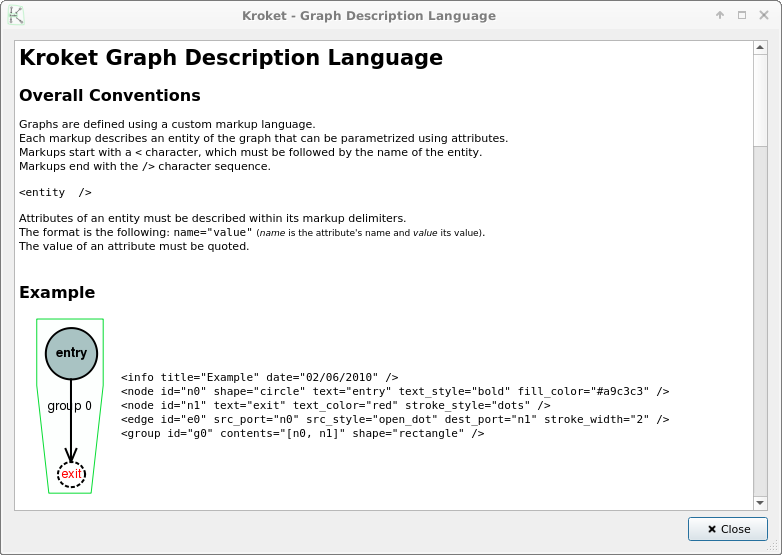 Kroket - Graph Description Language
Kroket Graph Description Language
Overall Conventions
Graphs are defined using a custom markup language.
Each markup describes an entity of the graph that can be parametrized using attributes.
Markups start with a < character, which must be followed by the name of the entity.
Markups end with the /> character sequence.
<entity  />
Attributes of an entity must be described within its markup delimiters.
The format is the following: name="value" (name is the attribute's name and value its value).
The value of an attribute must be quoted.
Example
entry
group 0
exit
<info title="Example" date="02/06/2010" />
<node id="n0" shape="circle" text="entry" text_style="bold" fill_color="#a9c3c3" />
<node id="n1" text="exit" text_color="red" stroke_style="dots" />
<edge id="e0" src_port="n0" src_style="open_dot" dest_port="n1" stroke_width="2" />
<group id="g0" contents="[n0, n1]" shape="rectangle" />
Close